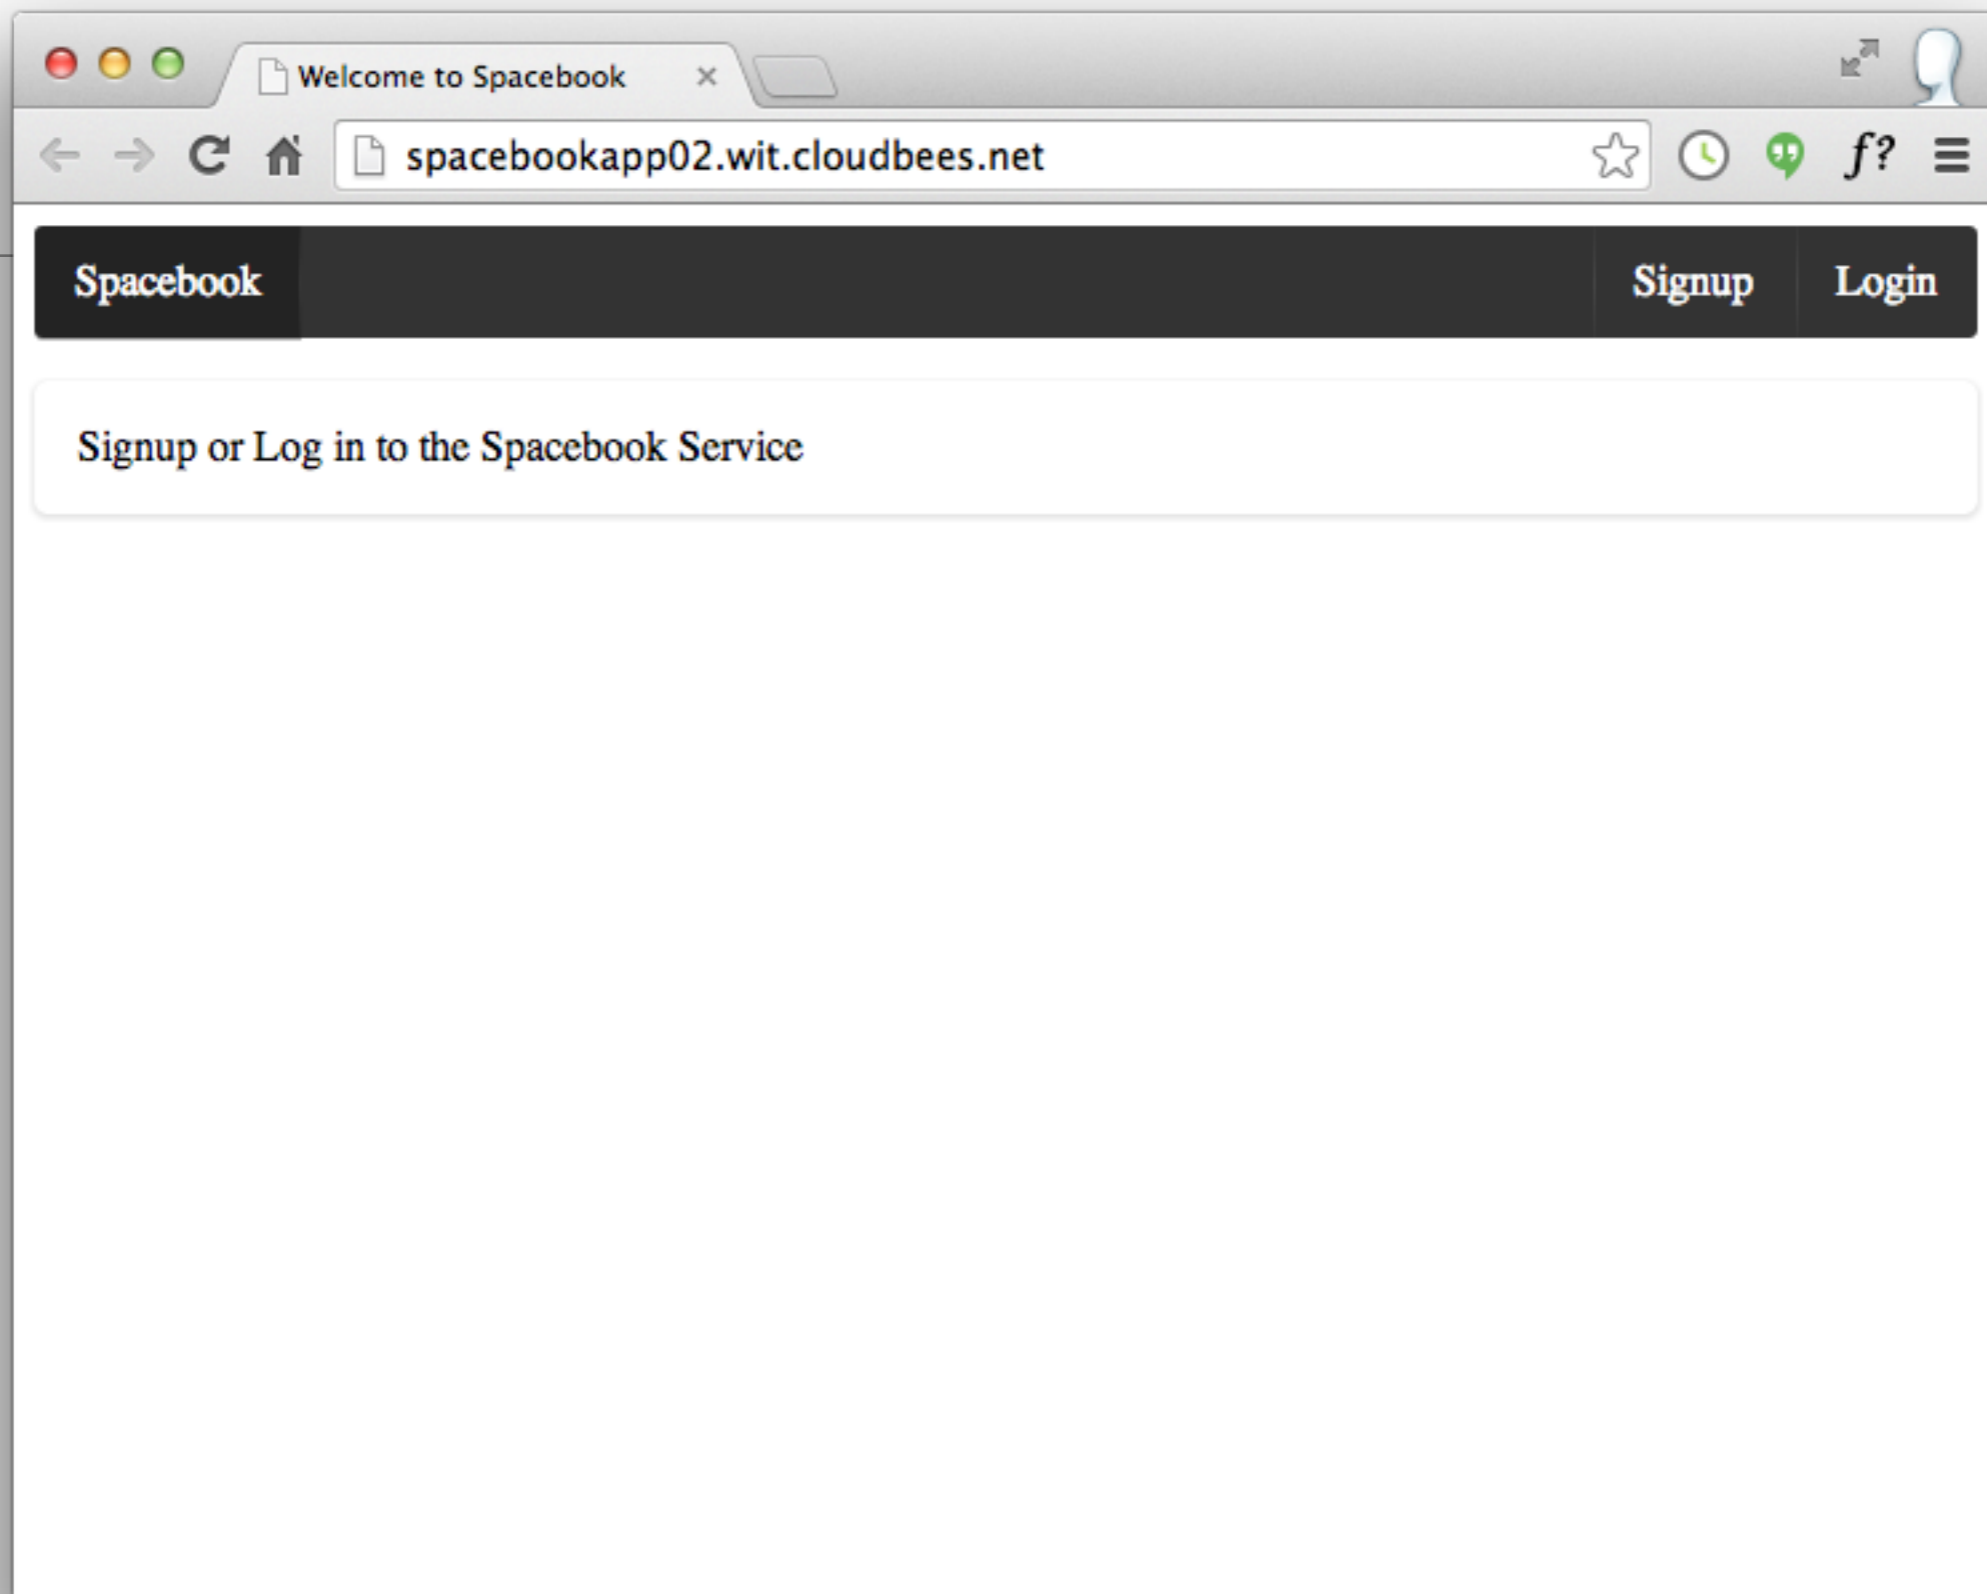 Welcome to Spacebook
spacebookapp02.wit.cloudbees.net
f?
Spacebook Signup Login
Signup or Log in to the Spacebook Service